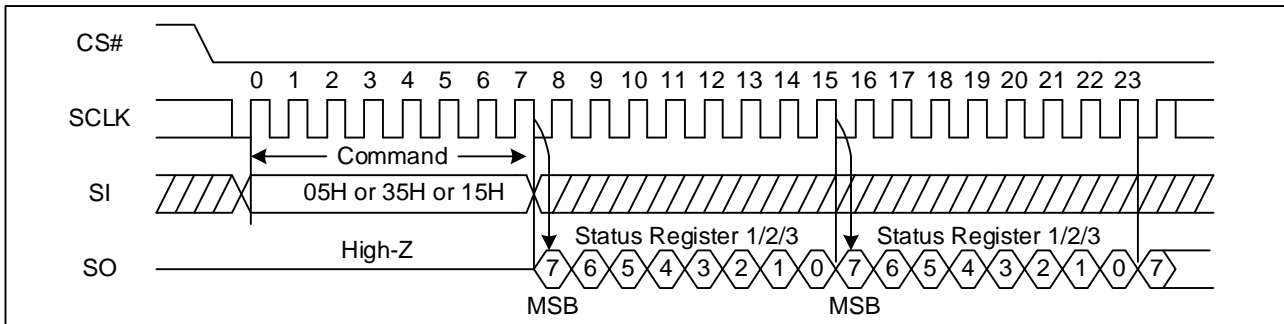 CS#
0 1 2 3 4 5 6 7 8 9 10 11 12 13 14 15 16 17 18 19 20 21 22 23
SCLK
Command
SI
05H or 35H or 15H
Status Register 1/2/3 Status Register 1/2/3
High-Z
SO
7 6 5 4 3 2 1 0 7 6 5 4 3 2 1 0 7
MSB MSB